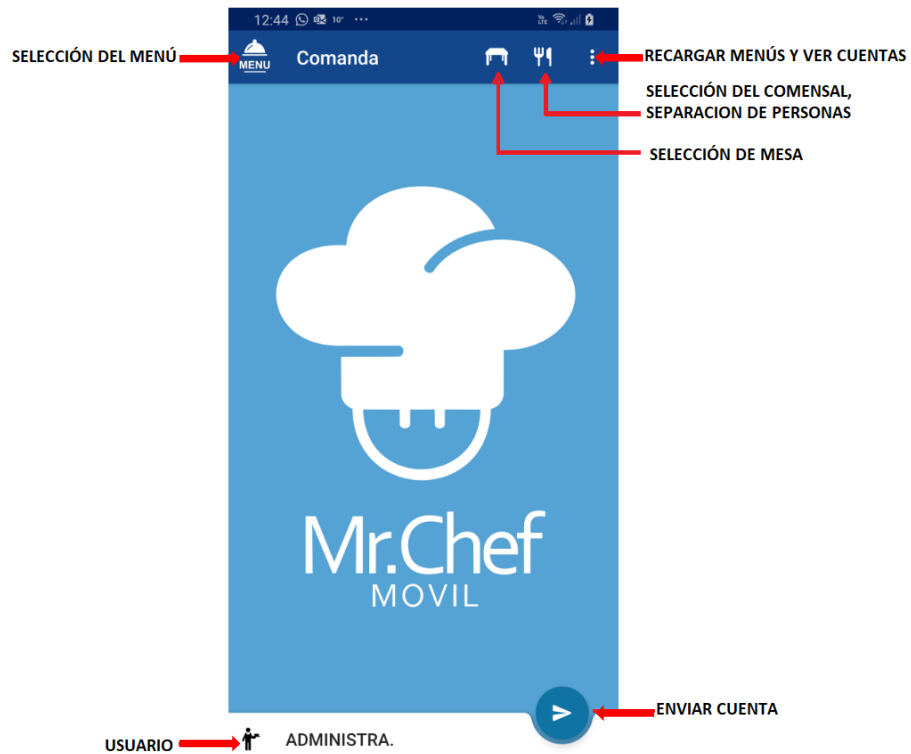 12:44 10° ...
SELECCIÓN DEL MENÚ
MENU
Comanda
RECARGAR MENÚS Y VER CUENTAS
SELECCIÓN DEL COMENSAL,
SEPARACION DE PERSONAS
SELECCIÓN DE MESA
Mr.Chef
MOVIL
ENVIAR CUENTA
USUARIO
ADMINISTRA.